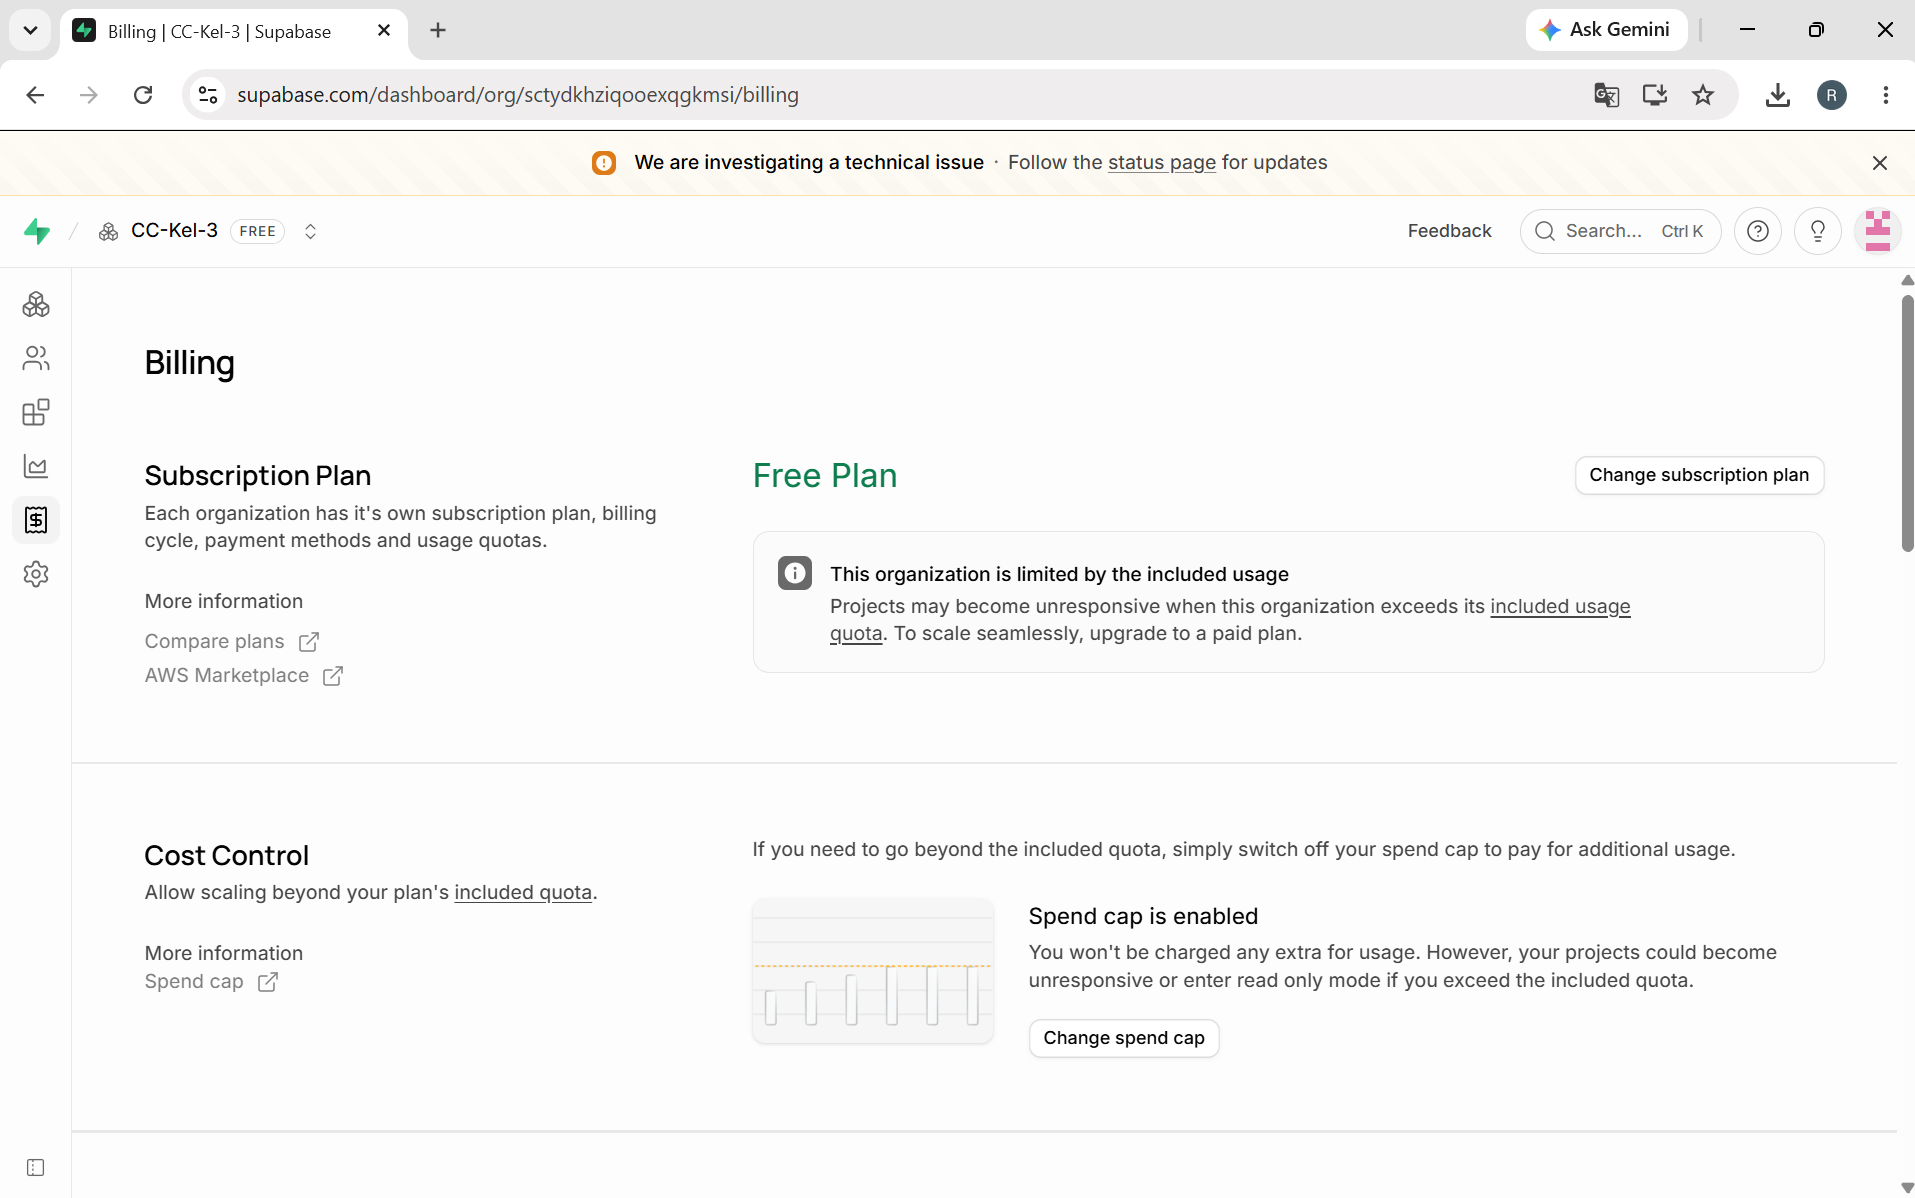 Billing | CC-Kel-3 | Supabase
Ask Gemini
supabase.com/dashboard/org/sctydkhziqooexqgkmsi/billing
R
We are investigating a technical issue · Follow the status page for updates
/ CC-Kel-3 FREE
Feedback
Search... Ctrl K
Billing
Subscription Plan
Each organization has it's own subscription plan, billing
cycle, payment methods and usage quotas.
More information
Compare plans
AWS Marketplace
Free Plan
Change subscription plan
This organization is limited by the included usage
Projects may become unresponsive when this organization exceeds its included usage
quota. To scale seamlessly, upgrade to a paid plan.
Cost Control
Allow scaling beyond your plan's included quota.
More information
Spend cap
If you need to go beyond the included quota, simply switch off your spend cap to pay for additional usage.
Spend cap is enabled
You won't be charged any extra for usage. However, your projects could become
unresponsive or enter read only mode if you exceed the included quota.
Change spend cap